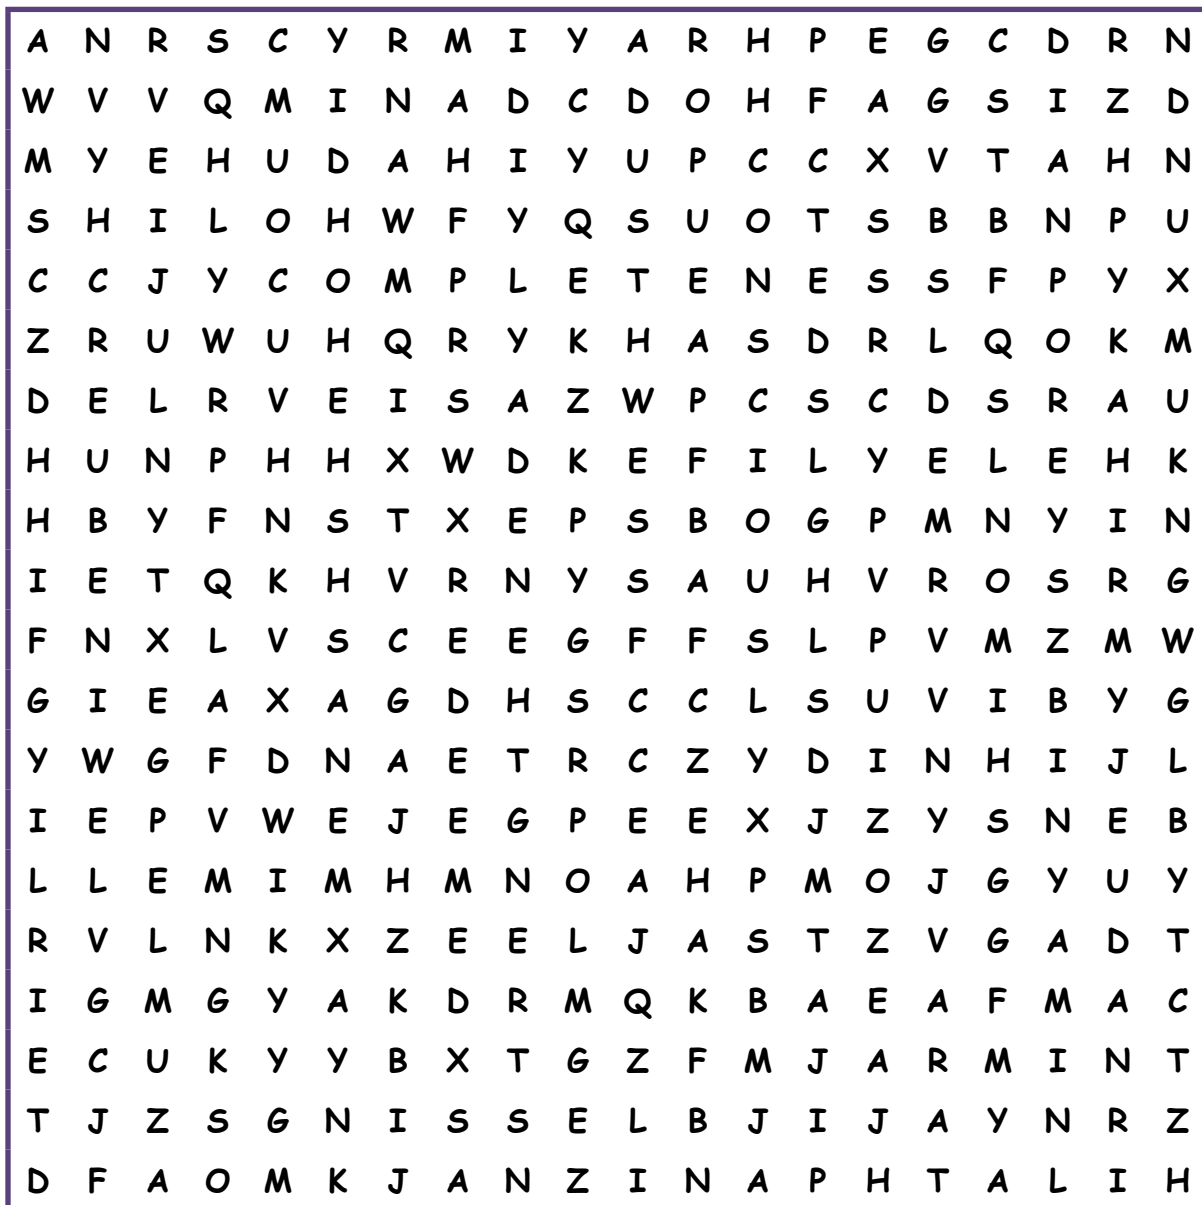 A N R S C Y R M I Y A R H P E G C D R N
W V V Q M I N A D C D O H F A G S I Z D
M Y E H U D A H I Y U P C C X V T A H N
S H I L O H W F Y Q S U O T S B B N P U
C C J Y C O M P L E T E N E S S F P Y X
Z R U W U H Q R Y K H A S D R L Q O K M
D E L R V E I S A Z W P C S C D S R A U
H U N P H H X W D K E F I L Y E L E H K
H B Y F N S T X E P S B O G P M N Y I N
I E T Q K H V R N Y S A U H V R O S R G
F N X L V S C E E G F F S L P V M Z M W
G I E A X A G D H S C C L S U V I B Y G
Y W G F D N A E T R C Z Y D I N H I J L
I E P V W E J E G P E E X J Z Y S N E B
L L E M I M H M N O A H P M O J G Y U Y
R V L N K X Z E E L J A S T Z V G A D T
I G M G Y A K D R M Q K B A E A F M A C
E C U K Y Y B X T G Z F M J A R M I N T
T J Z S G N I S S E L B J I J A Y N R Z
D F A O M K J A N Z I N A P H T A L I H